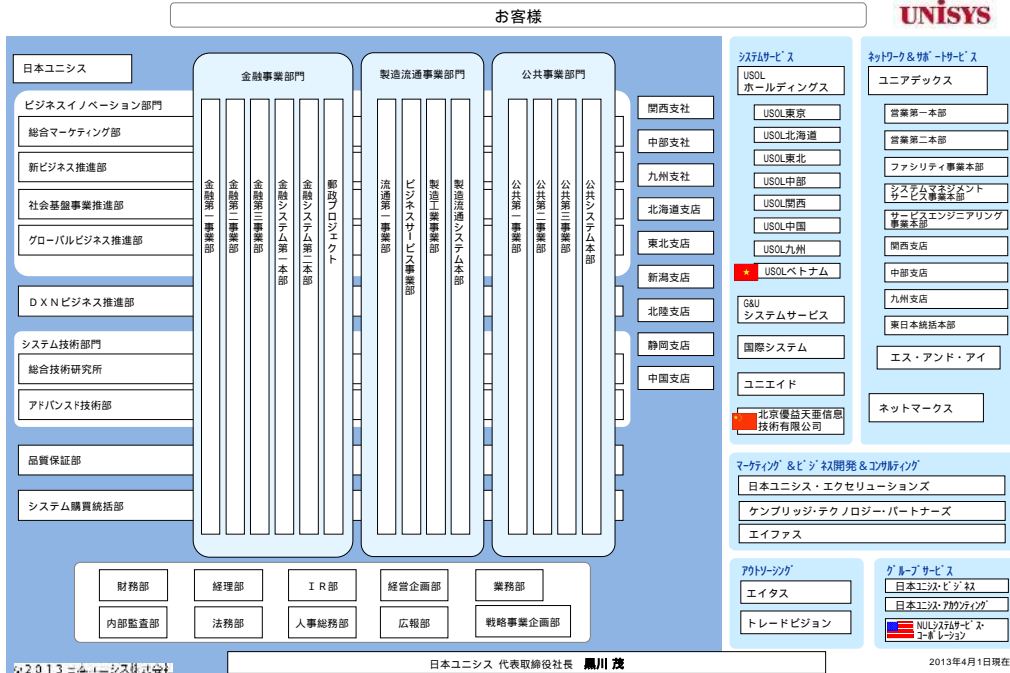 お客様
UNISYS
日本ユニシス
ビジネスイノベーション部門
総合マーケティング部
新ビジネス推進部
社会基盤事業推進部
グローバルビジネス推進部
DXNビジネス推進部
システム技術部門
総合技術研究所
アドバンスド技術部
品質保証部
システム購買統括部
金融事業部門
金融第一事業部
金融第二事業部
金融第三事業部
金融システム第一本部
金融システム第二本部
郵政プロジェクト
製造流通事業部門
流通第一事業部
ビジネスサービス事業部
製造工業事業部
製造流通システム本部
公共事業部門
公共第一事業部
公共第二事業部
公共第三事業部
公共システム本部
関西支社
中部支社
九州支社
北海道支店
東北支店
新潟支店
北陸支店
静岡支店
中国支店
財務部
経理部
IR部
経営企画部
業務部
内部監査部
法務部
人事総務部
広報部
戦略事業企画部
システムサービス
USOL
ホールディングス
USOL東京
USOL北海道
USOL東北
USOL中部
USOL関西
USOL中国
USOL九州
USOLベトナム
G&U
システムサービス
国際システム
ユニエイド
北京優益天亜信息
技術有限公司
ネットワーク&サポートサービス
ユニアデックス
営業第一本部
営業第二本部
ファシリティ事業本部
システムマネジメント
サービス事業本部
サービスエンジニアリング
事業本部
関西支店
中部支店
九州支店
東日本統括本部
エス・アンド・アイ
ネットマークス
マーケティング&ビジネス開発&コンサルティング
日本ユニシス・エクセリューションズ
ケンブリッジ・テクノロジー・パートナーズ
エイファス
アウトソーシング
エイタス
トレードビジョン
グループサービス
日本ユニシス・ビジネス
日本ユニシス・アカウンティング
NULシステムサービス・
コーポレーション
日本ユニシス 代表取締役社長 黒川 茂
2013年4月1日現在